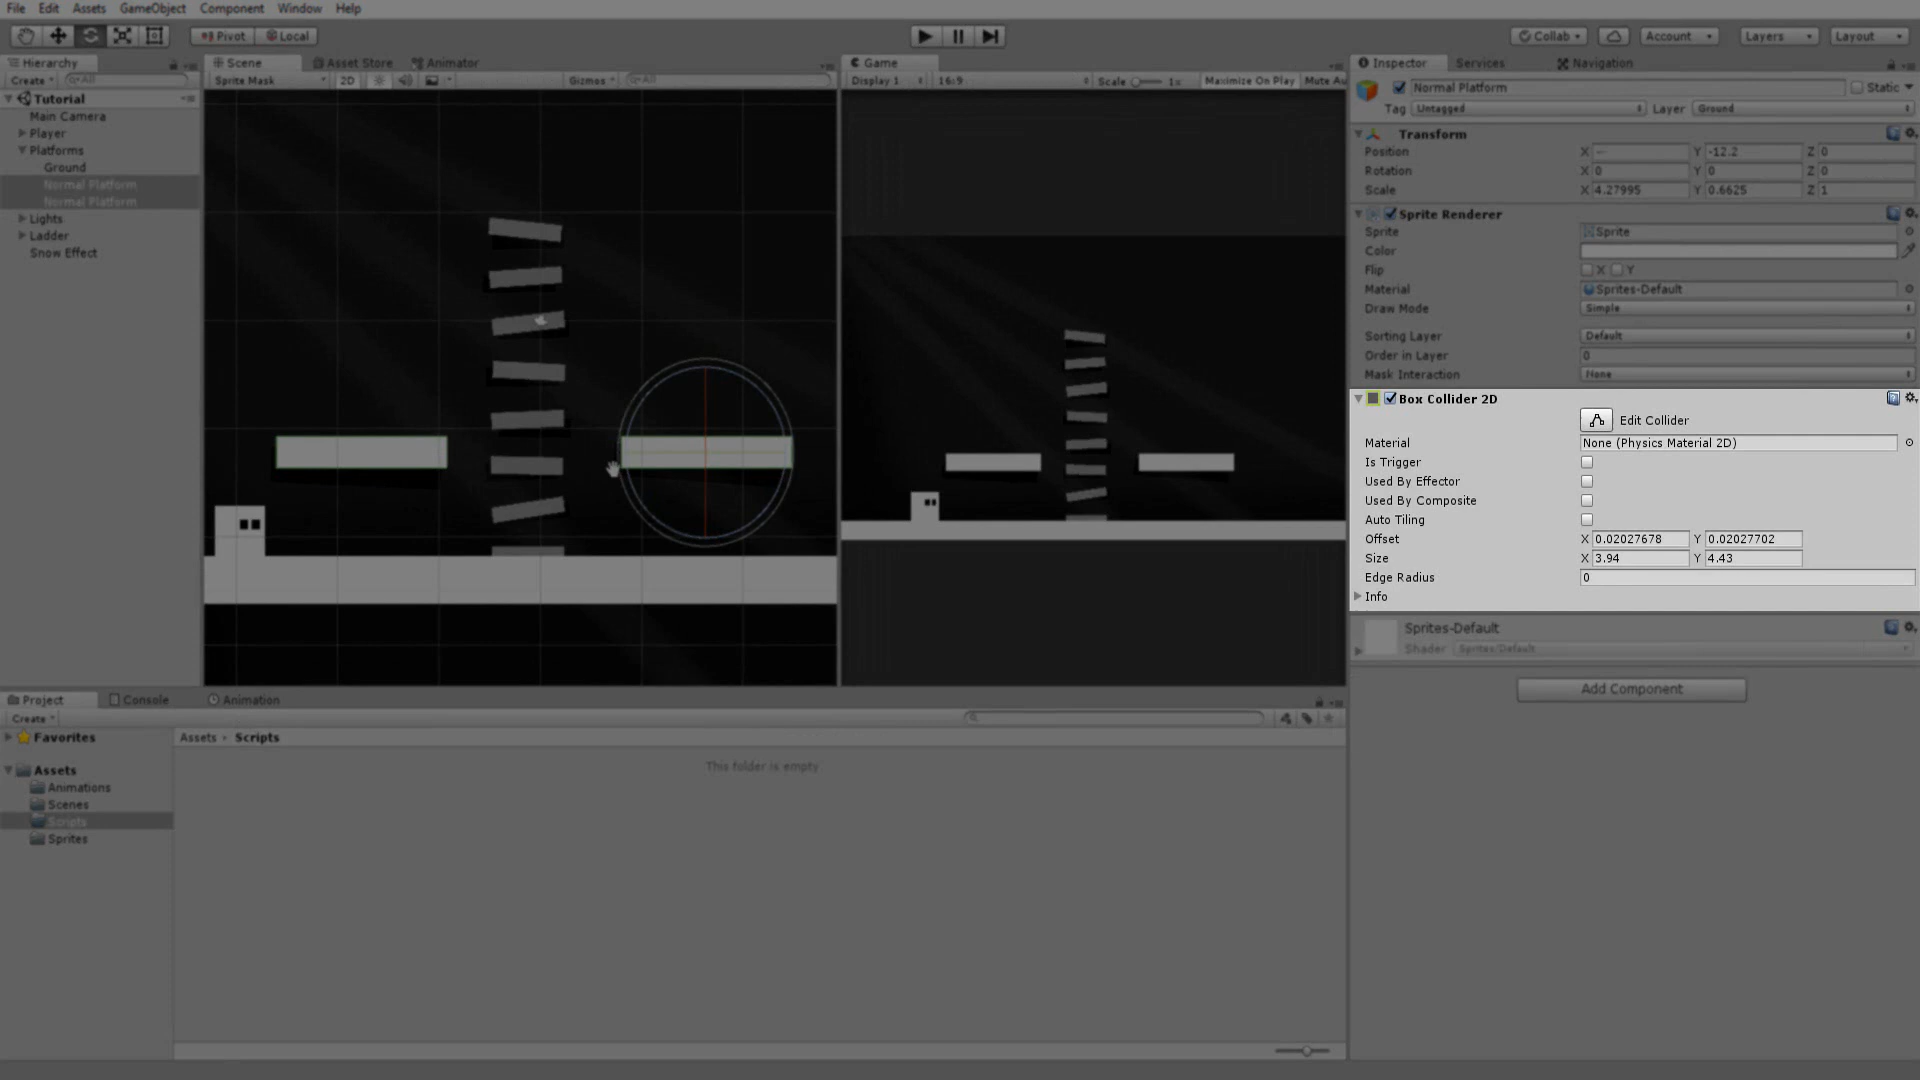 File Edit Assets GameObject Component Window Help
Pivot Local Collab Account Layers Layout
Hierarchy
Create All
Tutorial
Main Camera
Player
Platforms
Ground
Normal Platform
Normal Platform
Lights
Ladder
Snow Effect
Scene Asset Store Animator
Sprite Mask 2D Gizmos All
Game
Display 1 16:9 Scale 1x Maximize On Play Mute Au
Inspector Services Navigation
Normal Platform Static
Tag Untagged Layer Ground
Transform
Position X — Y -12.2 Z 0
Rotation X 0 Y 0 Z 0
Scale X 4.27995 Y 0.6625 Z 1
Sprite Renderer
Sprite Sprite
Color
Flip X Y
Material Sprites-Default
Draw Mode Simple
Sorting Layer Default
Order in Layer 0
Mask Interaction None
Box Collider 2D
Edit Collider
Material None (Physics Material 2D)
Is Trigger
Used By Effector
Used By Composite
Auto Tiling
Offset X 0.02027678 Y 0.02027702
Size X 3.94 Y 4.43
Edge Radius 0
Info
Sprites-Default
Shader Sprites/Default
Add Component
Project Console Animation
Create
Favorites
Assets
Animations
Scenes
Scripts
Sprites
Assets Scripts
This folder is empty